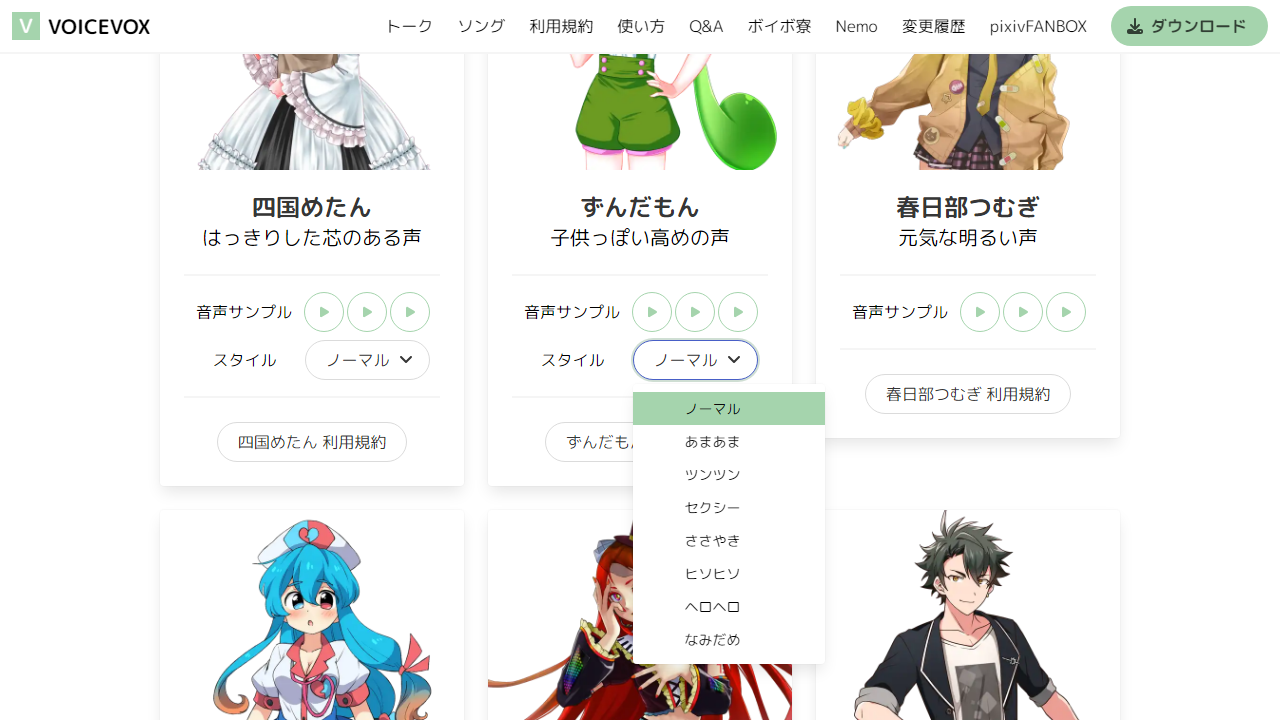 V VOICEVOX
トーク
ソング
利用規約
使い方
Q&A
ボイボ寮
Nemo
変更履歴
pixivFANBOX
ダウンロード
四国めたん
はっきりした芯のある声
音声サンプル
スタイル
ノーマル
四国めたん 利用規約
ずんだもん
子供っぽい高めの声
音声サンプル
スタイル
ノーマル
ずんだもん
ノーマル
あまあま
ツンツン
セクシー
ささやき
ヒソヒソ
ヘロヘロ
なみだめ
春日部つむぎ
元気な明るい声
音声サンプル
春日部つむぎ 利用規約